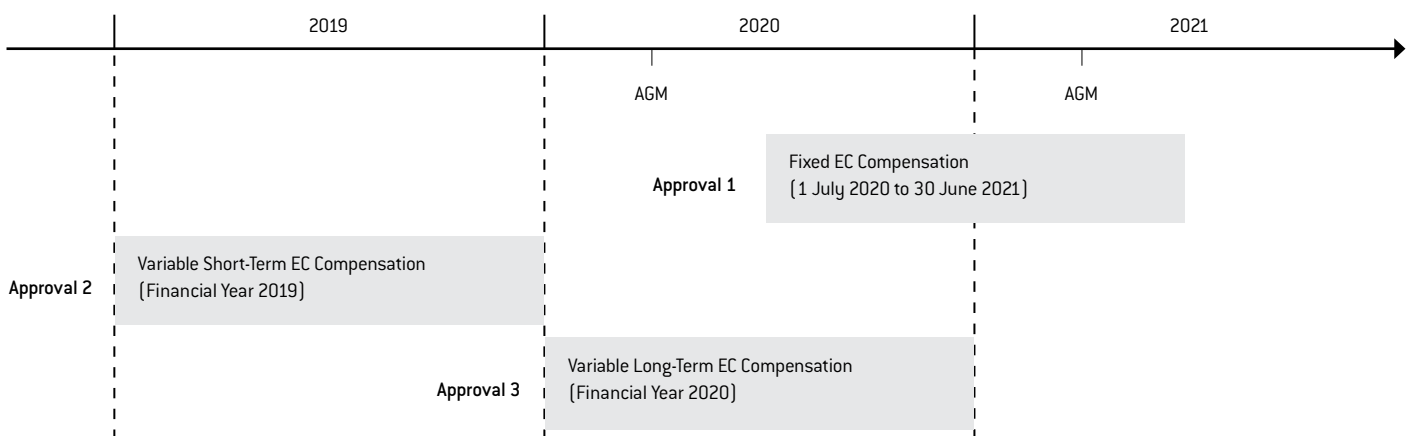 2019
2020
2021
AGM
AGM
Approval 1
Fixed EC Compensation
(1 July 2020 to 30 June 2021)
Approval 2
Variable Short-Term EC Compensation
(Financial Year 2019)
Approval 3
Variable Long-Term EC Compensation
(Financial Year 2020)